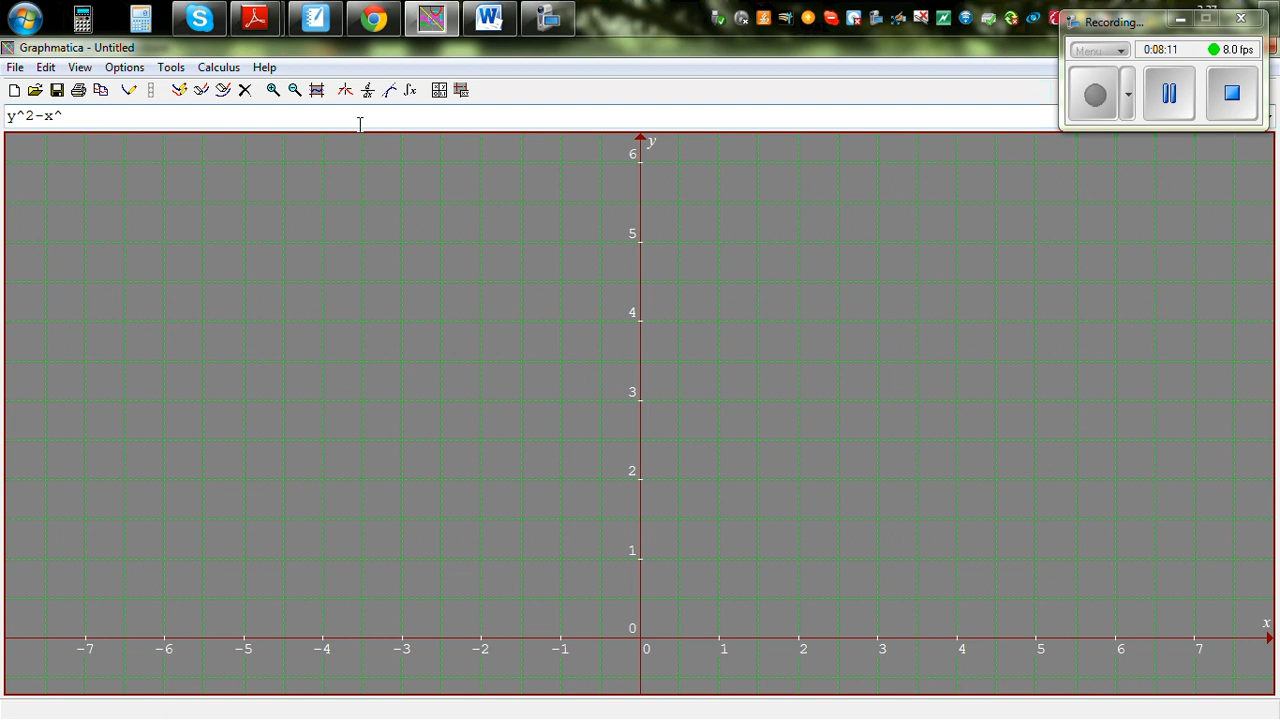 Recording...
Menu
0:08:11
8.0 fps
Graphmatica - Untitled
File Edit View Options Tools Calculus Help
y^2-x^
y
6
5
4
3
2
1
0
x
-7 -6 -5 -4 -3 -2 -1 0 1 2 3 4 5 6 7